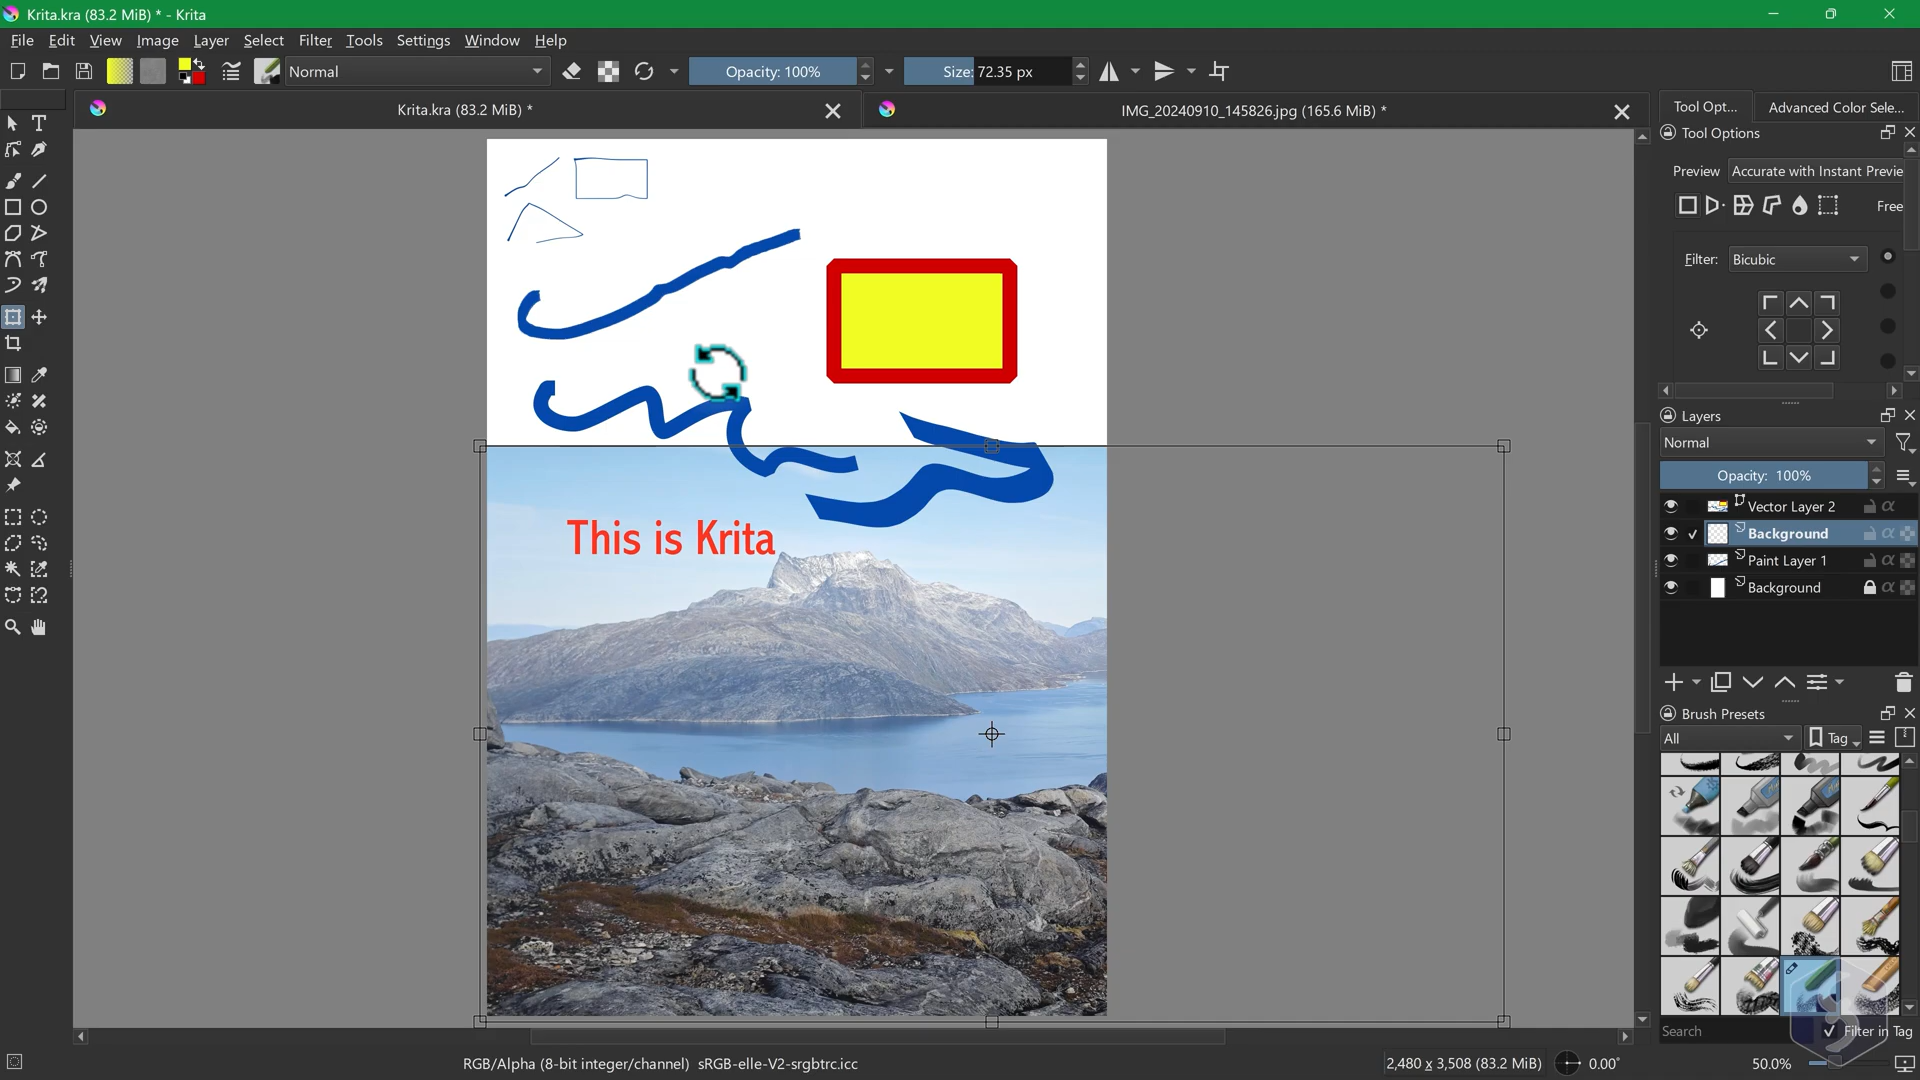 Krita.kra (83.2 MiB) * - Krita
File Edit View Image Layer Select Filter Tools Settings Window Help
Normal Opacity: 100% Size: 72.35 px
Krita.kra (83.2 MiB) * IMG_20240910_145826.jpg (165.6 MiB) * Tool Opt... Advanced Color Sele...
Tool Options
Preview Accurate with Instant Previe
Free
Filter: Bicubic
Layers
Normal
Opacity: 100%
Vector Layer 2
Background
Paint Layer 1
Background
This is Krita
Brush Presets
All Tag
Search Filter in Tag
RGB/Alpha (8-bit integer/channel) sRGB-elle-V2-srgbtrc.icc 2,480 x 3,508 (83.2 MiB) 0.00° 50.0%